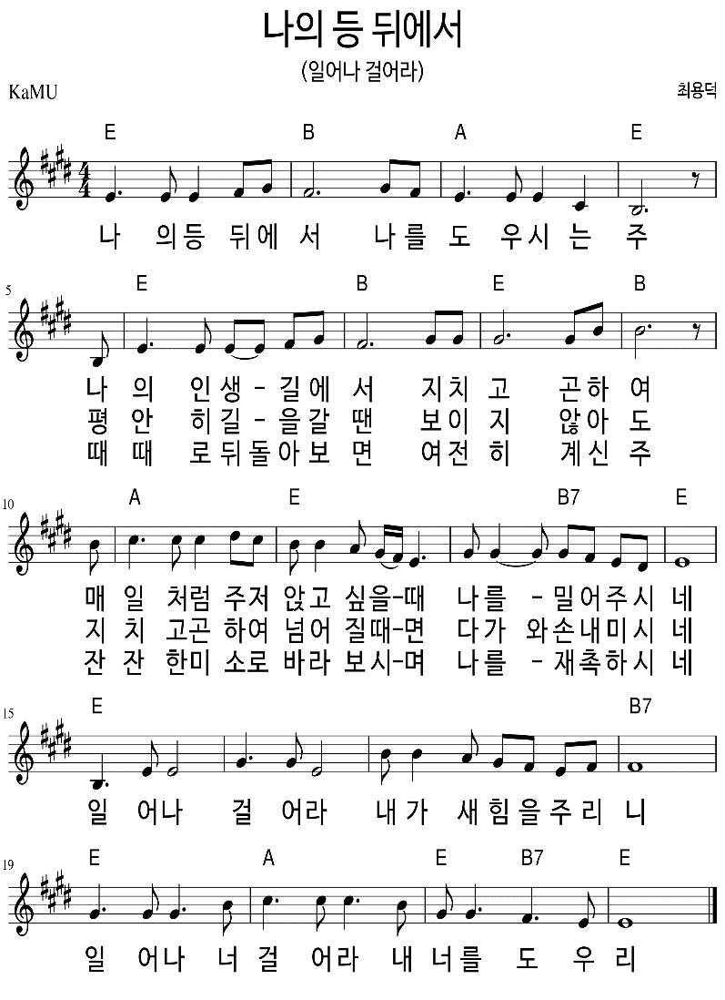 나의 등 뒤에서
(일어나 걸어라)
KaMU 최용덕
E B A E
4
4
나 의등 뒤에 서 나를 도 우시 는 주
5 E B E B
나 의 인생-길에 서 지치 고 곤하 여
평 안 히길-을갈 땐 보이 지 않아 도
때 때 로뒤돌아보 면 여전 히 계신 주
10 A E B7 E
매 일 처럼 주저 앉고 싶을-때 나를 - 밀어주시 네
지 치 고곤 하여 넘어 질때-면 다가 와손내미시 네
잔 잔 한미 소로 바라 보시-며 나를 - 재촉하시 네
15 E B7
일 어나 걸 어라 내가 새힘을주리 니
19 E A E B7 E
일 어나 너 걸 어라 내 너를 도 우 리